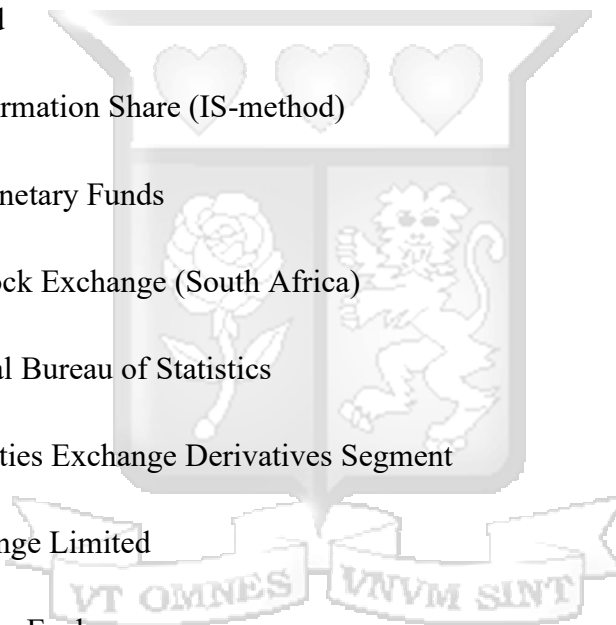 d
rmation Share (IS-method)
netary Funds
ck Exchange (South Africa)
l Bureau of Statistics
ties Exchange Derivatives Segment
nge Limited
VT OMNES VNVM SINT